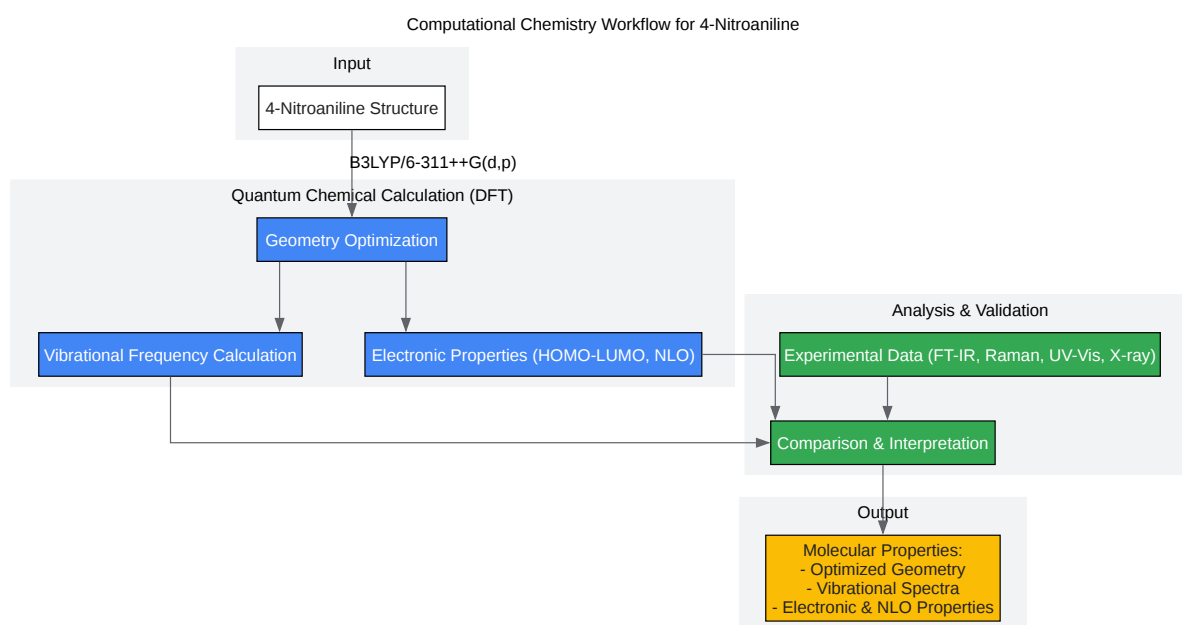 Computational Chemistry Workflow for 4-Nitroaniline
Input
4-Nitroaniline Structure
B3LYP/6-311++G(d,p)
Quantum Chemical Calculation (DFT)
Geometry Optimization
Vibrational Frequency Calculation
Electronic Properties (HOMO-LUMO, NLO)
Analysis & Validation
Experimental Data (FT-IR, Raman, UV-Vis, X-ray)
Comparison & Interpretation
Output
Molecular Properties:
- Optimized Geometry
- Vibrational Spectra
- Electronic & NLO Properties